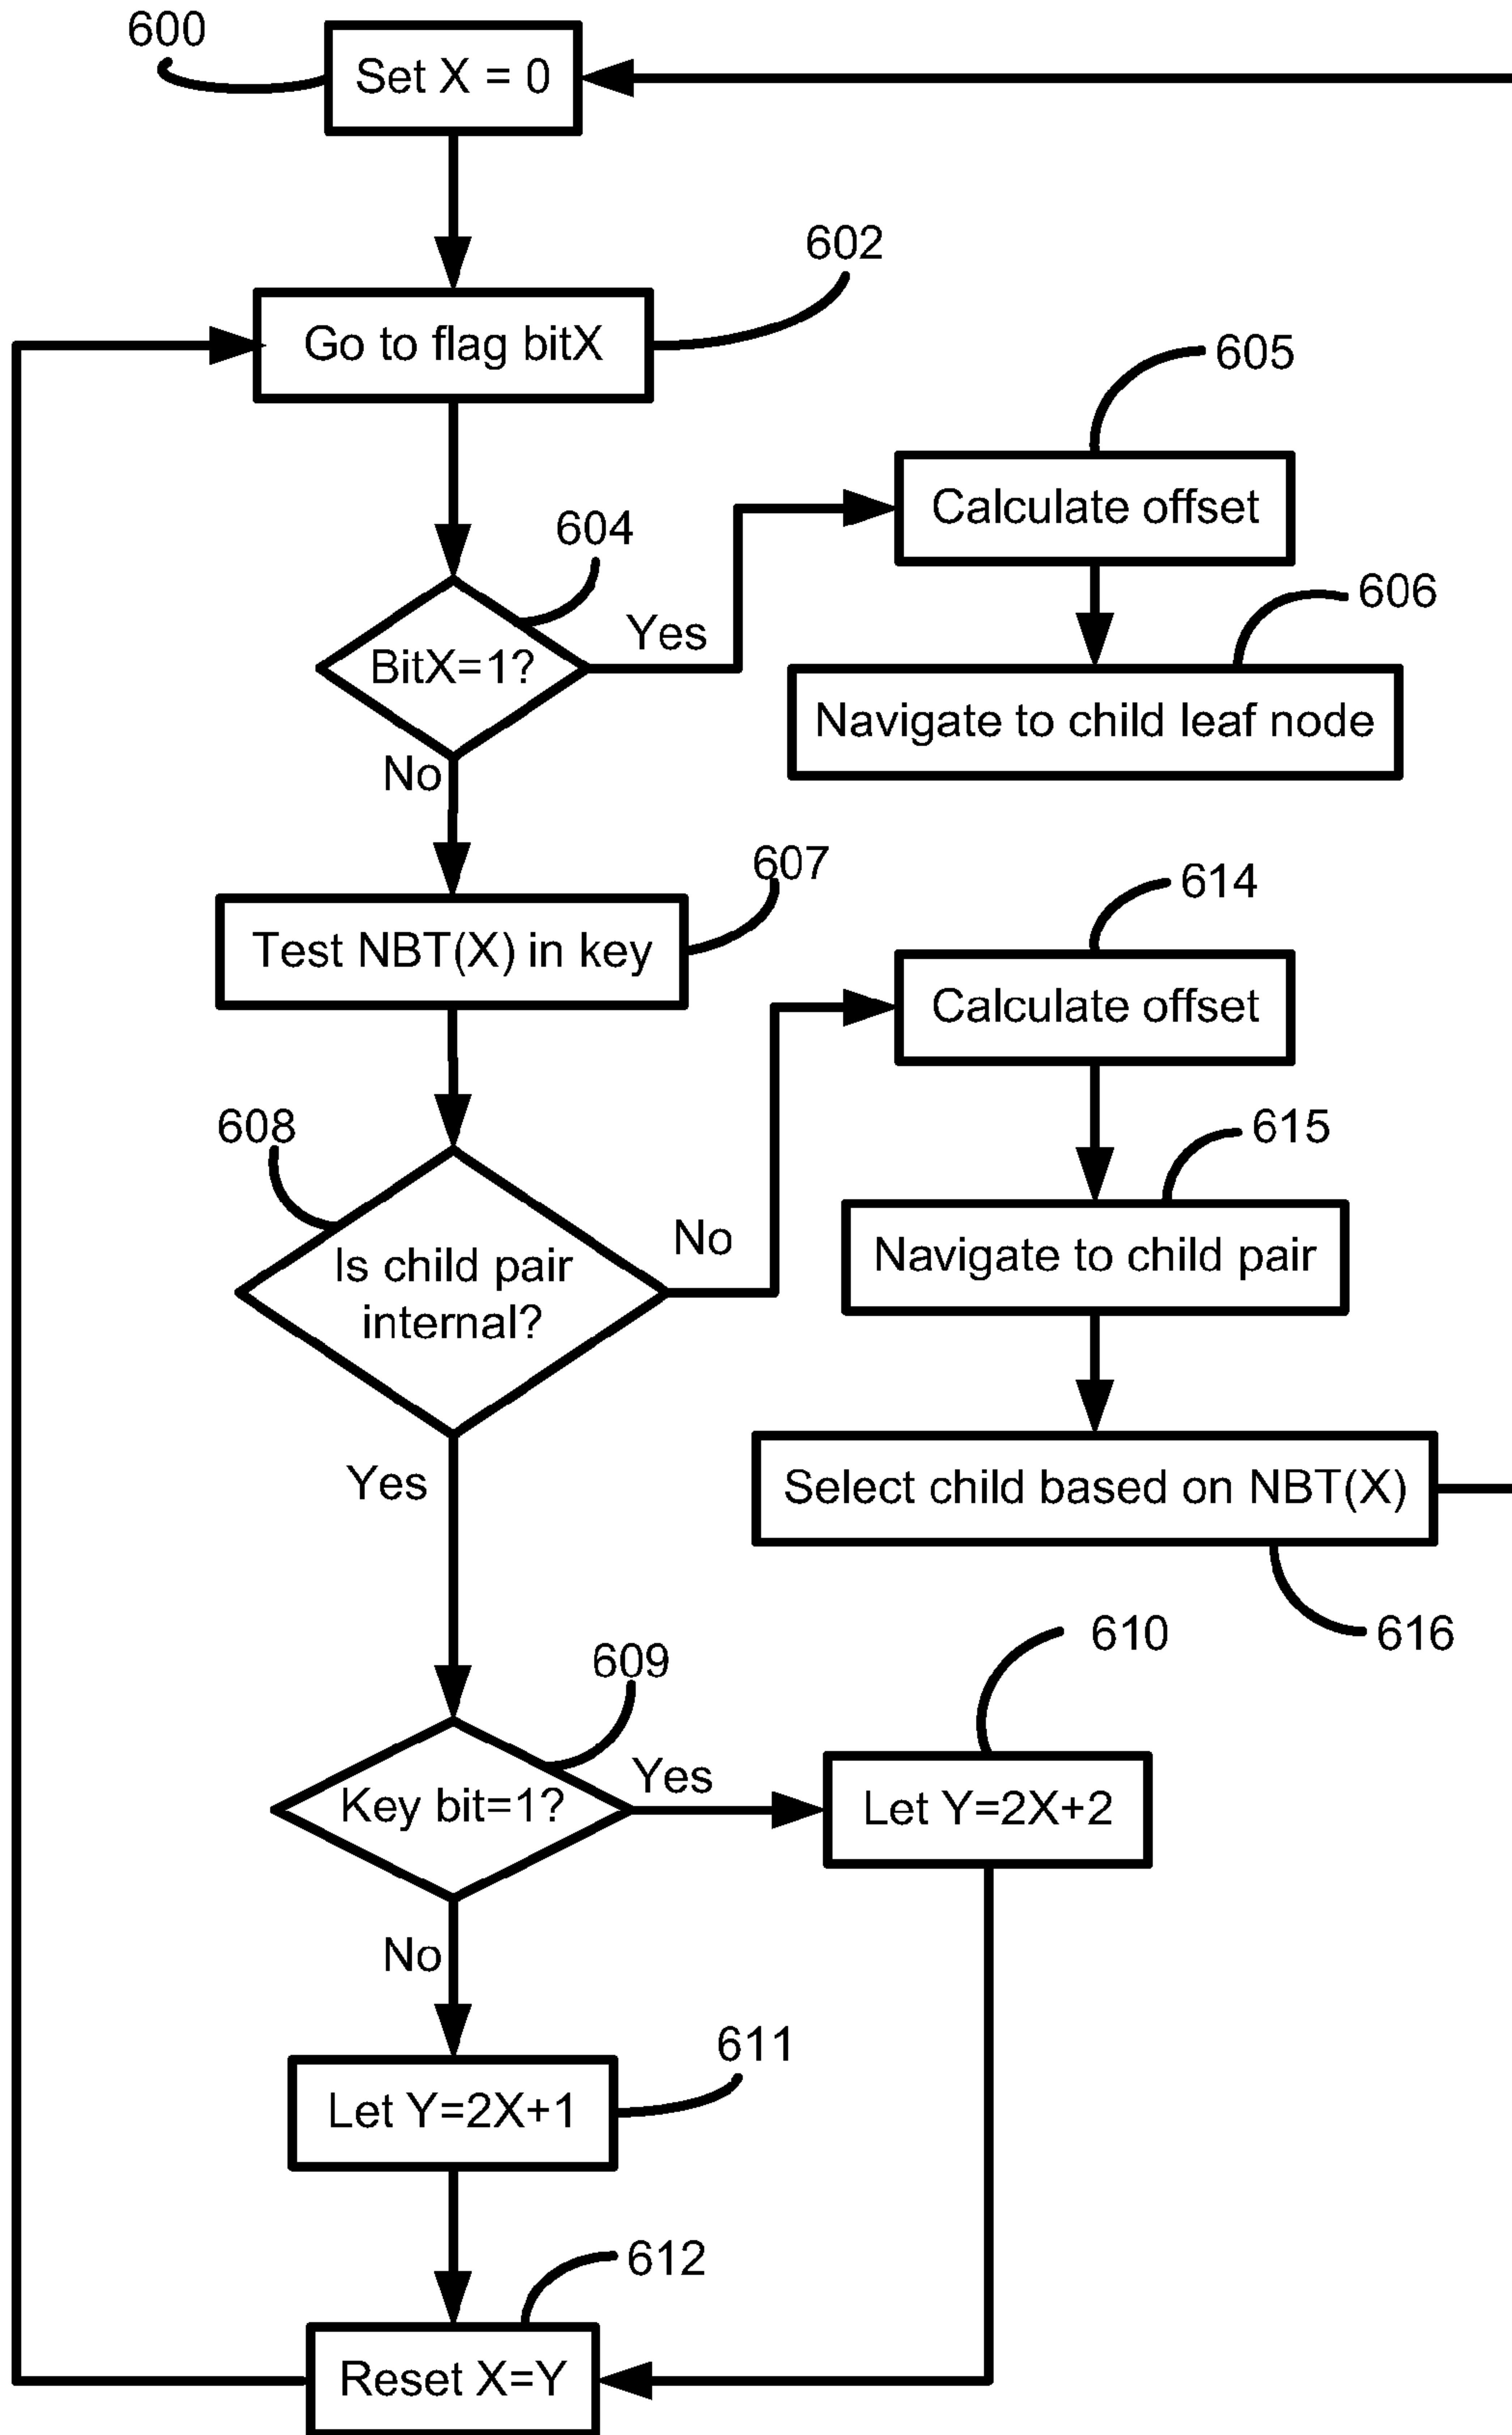 600
Set X = 0
602
Go to flag bitX
605
Calculate offset
604
606
Yes
BitX=1?
Navigate to child leaf node
No
607
614
Test NBT(X) in key
Calculate offset
608
615
No
Is child pair
internal?
Navigate to child pair
Yes
Select child based on NBT(X)
610
616
609
Yes
Key bit=1?
Let Y=2X+2
No
611
Let Y=2X+1
612
Reset X=Y